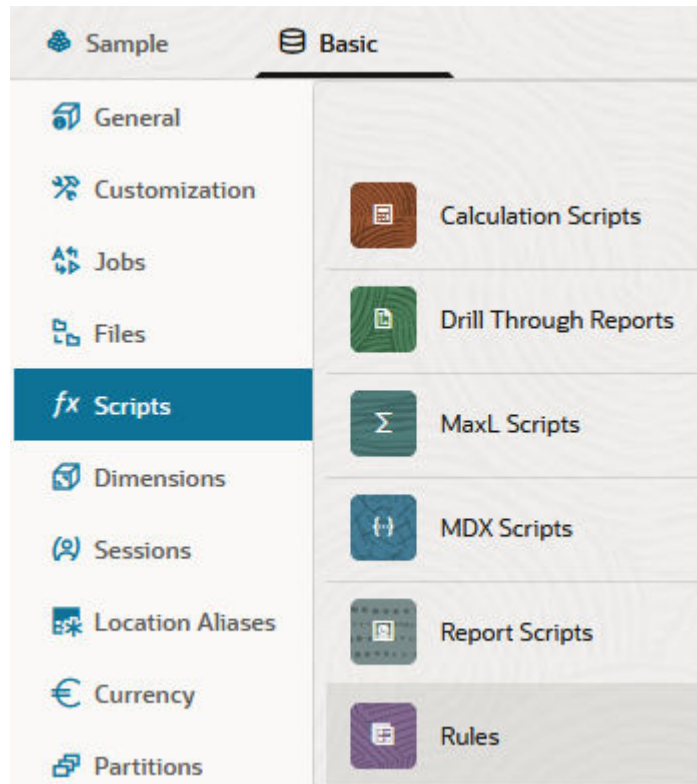 Sample
Basic
General
Customization
Jobs
Files
fx Scripts
Dimensions
Sessions
Location Aliases
Currency
Partitions
Calculation Scripts
Drill Through Reports
MaxL Scripts
MDX Scripts
Report Scripts
Rules